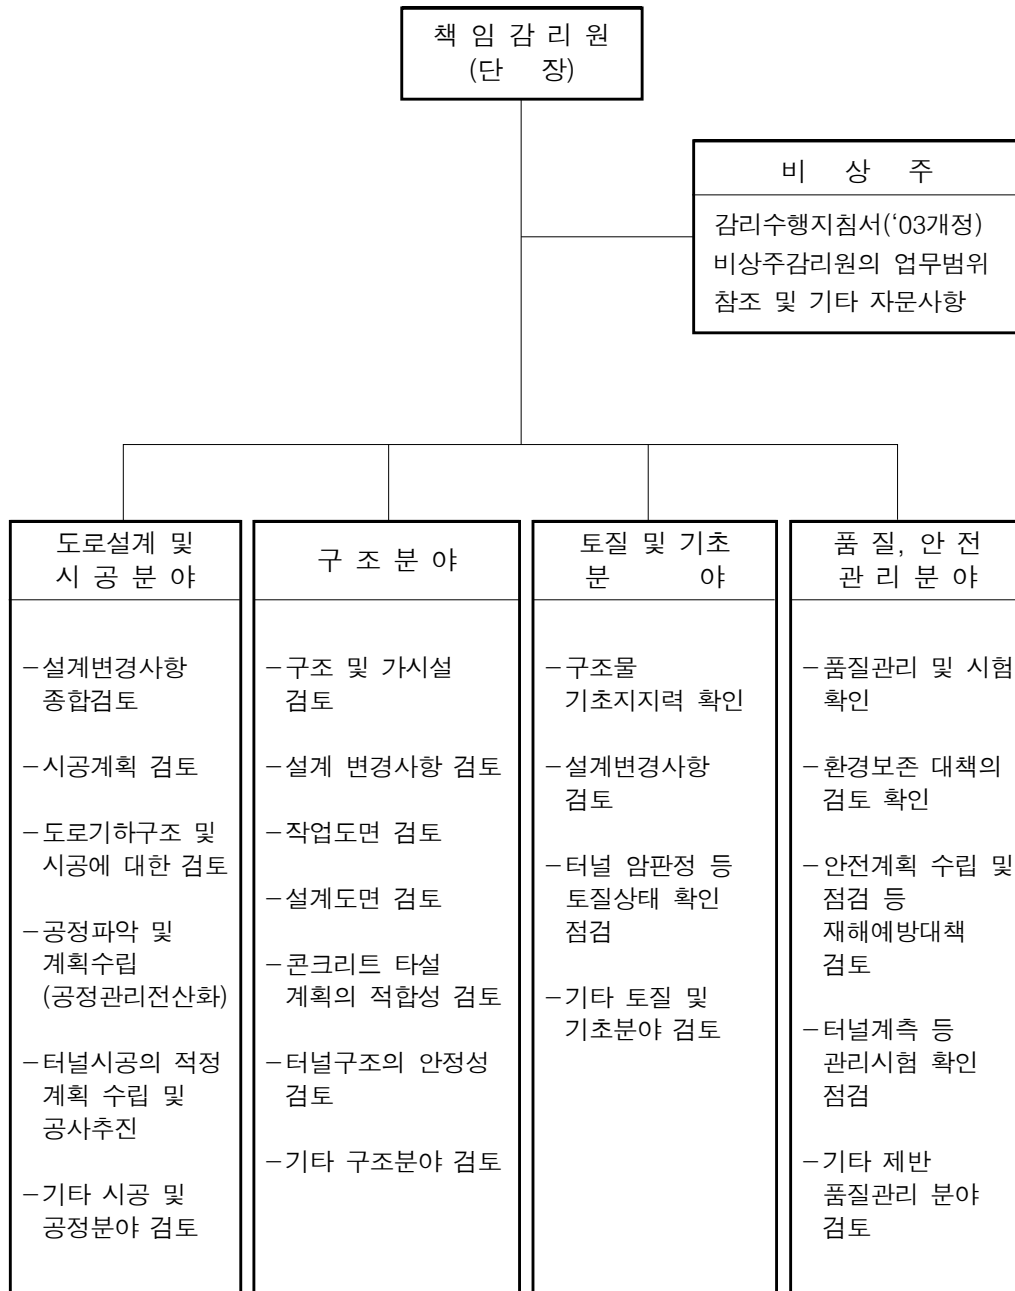 책 임 감 리 원
(단 장)
비 상 주
감리수행지침서(‘03개정)
비상주감리원의 업무범위
참조 및 기타 자문사항
도로설계 및
시 공 분 야
– 설계변경사항
종합검토
– 시공계획 검토
– 도로기하구조 및
시공에 대한 검토
– 공정파악 및
계획수립
(공정관리전산화)
– 터널시공의 적정
계획 수립 및
공사추진
– 기타 시공 및
공정분야 검토
구 조 분 야
– 구조 및 가시설
검토
– 설계 변경사항 검토
– 작업도면 검토
– 설계도면 검토
– 콘크리트 타설
계획의 적합성 검토
– 터널구조의 안정성
검토
– 기타 구조분야 검토
토질 및 기초
분 야
– 구조물
기초지지력 확인
– 설계변경사항
검토
– 터널 암판정 등
토질상태 확인
점검
– 기타 토질 및
기초분야 검토
품 질, 안 전
관 리 분 야
– 품질관리 및 시험
확인
– 환경보존 대책의
검토 확인
– 안전계획 수립 및
점검 등
재해예방대책
검토
– 터널계측 등
관리시험 확인
점검
– 기타 제반
품질관리 분야
검토